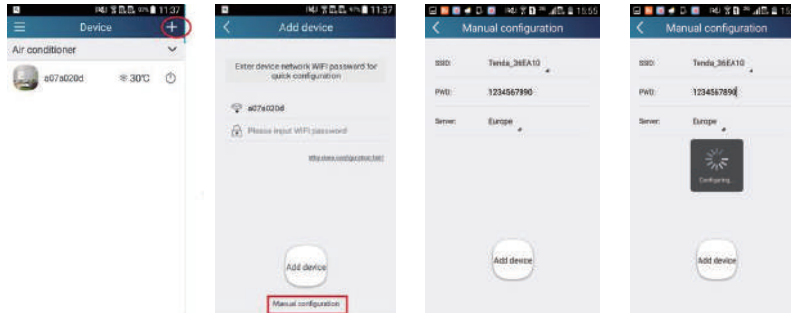 11:37
Device
+
Air conditioner
a07a020d
30°C
11:37
Add device
Enter device network WIFI password for
quick configuration
a07a020d
Please input WIFI password
Add device
Manual configuration
15:55
Manual configuration
SSID:
Tenda_36EA10
PWD:
1234567890
Server:
Europe
Add device
Manual configuration
SSID:
Tenda_36EA10
PWD:
1234567890
Server:
Europe
Configuring...
Add device